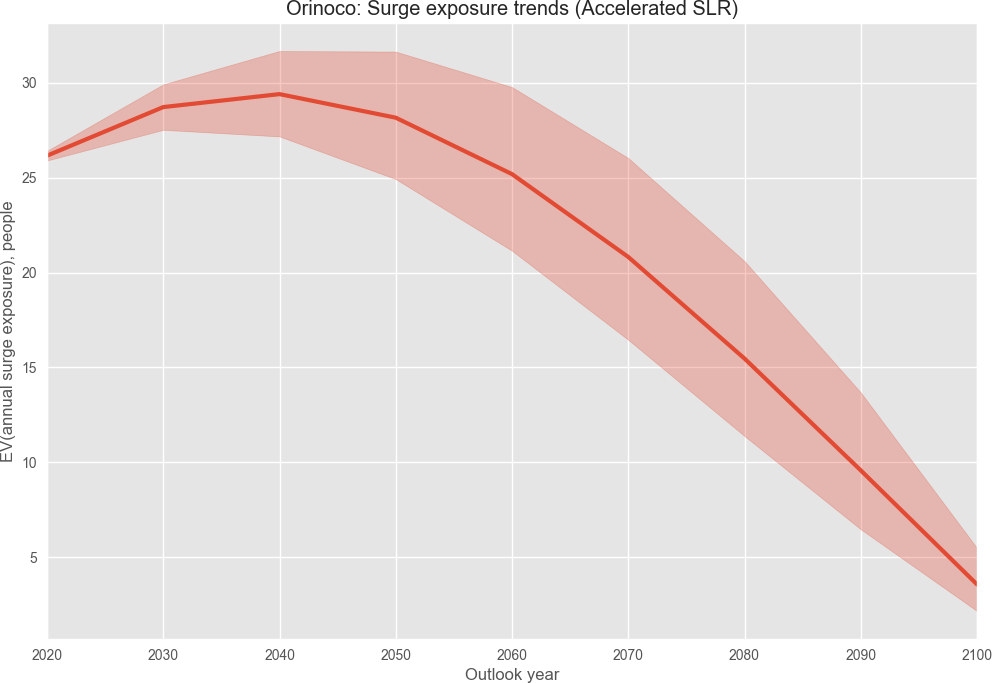 Orinoco: Surge exposure trends (Accelerated SLR)
EV(annual surge exposure), people
30
25
20
15
10
5
2020 2030 2040 2050 2060 2070 2080 2090 2100
Outlook year